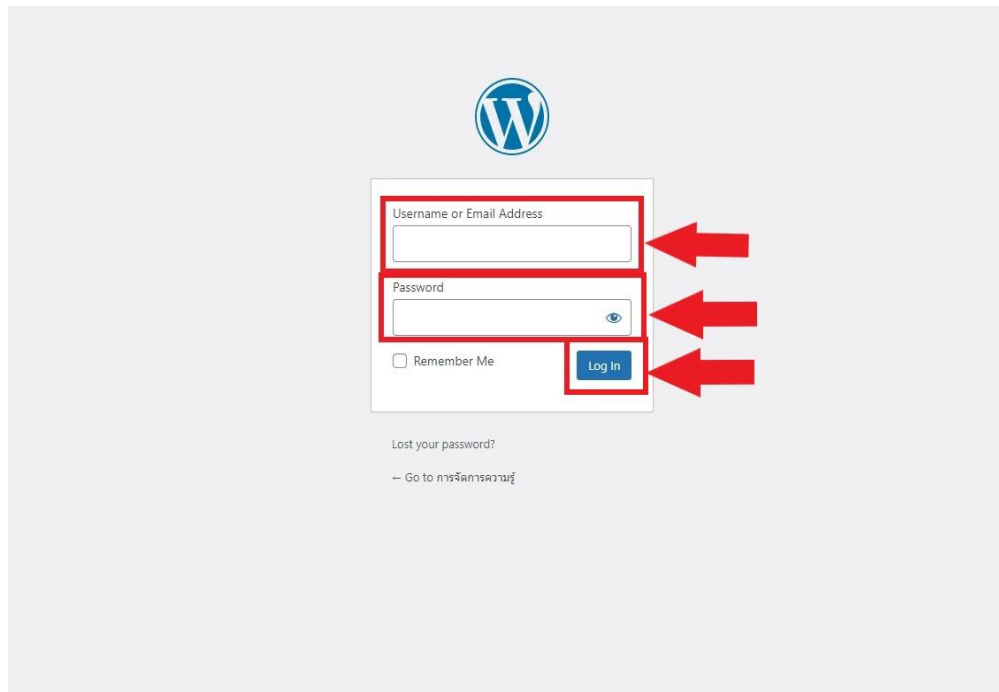 Username or Email Address
Password
Remember Me
Log In
Lost your password?
← Go to การจัดการความรู้